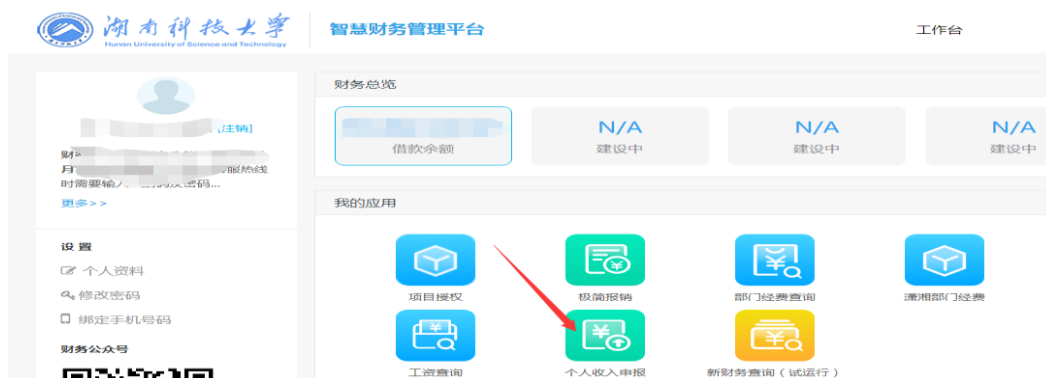 湖南科技大学
Hunan University of Science and Technology
智慧财务管理平台
工作台
[注销]
财
月 服热线
时需要输 密码...
更多>>
设置
个人资料
修改密码
绑定手机号码
财务公众号
财务总览
借款余额
N/A
建设中
N/A
建设中
N/A
建设中
我的应用
项目授权
极简报销
部门经费查询
潇湘部门经费
工资查询
个人收入申报
新财务查询（试运行）